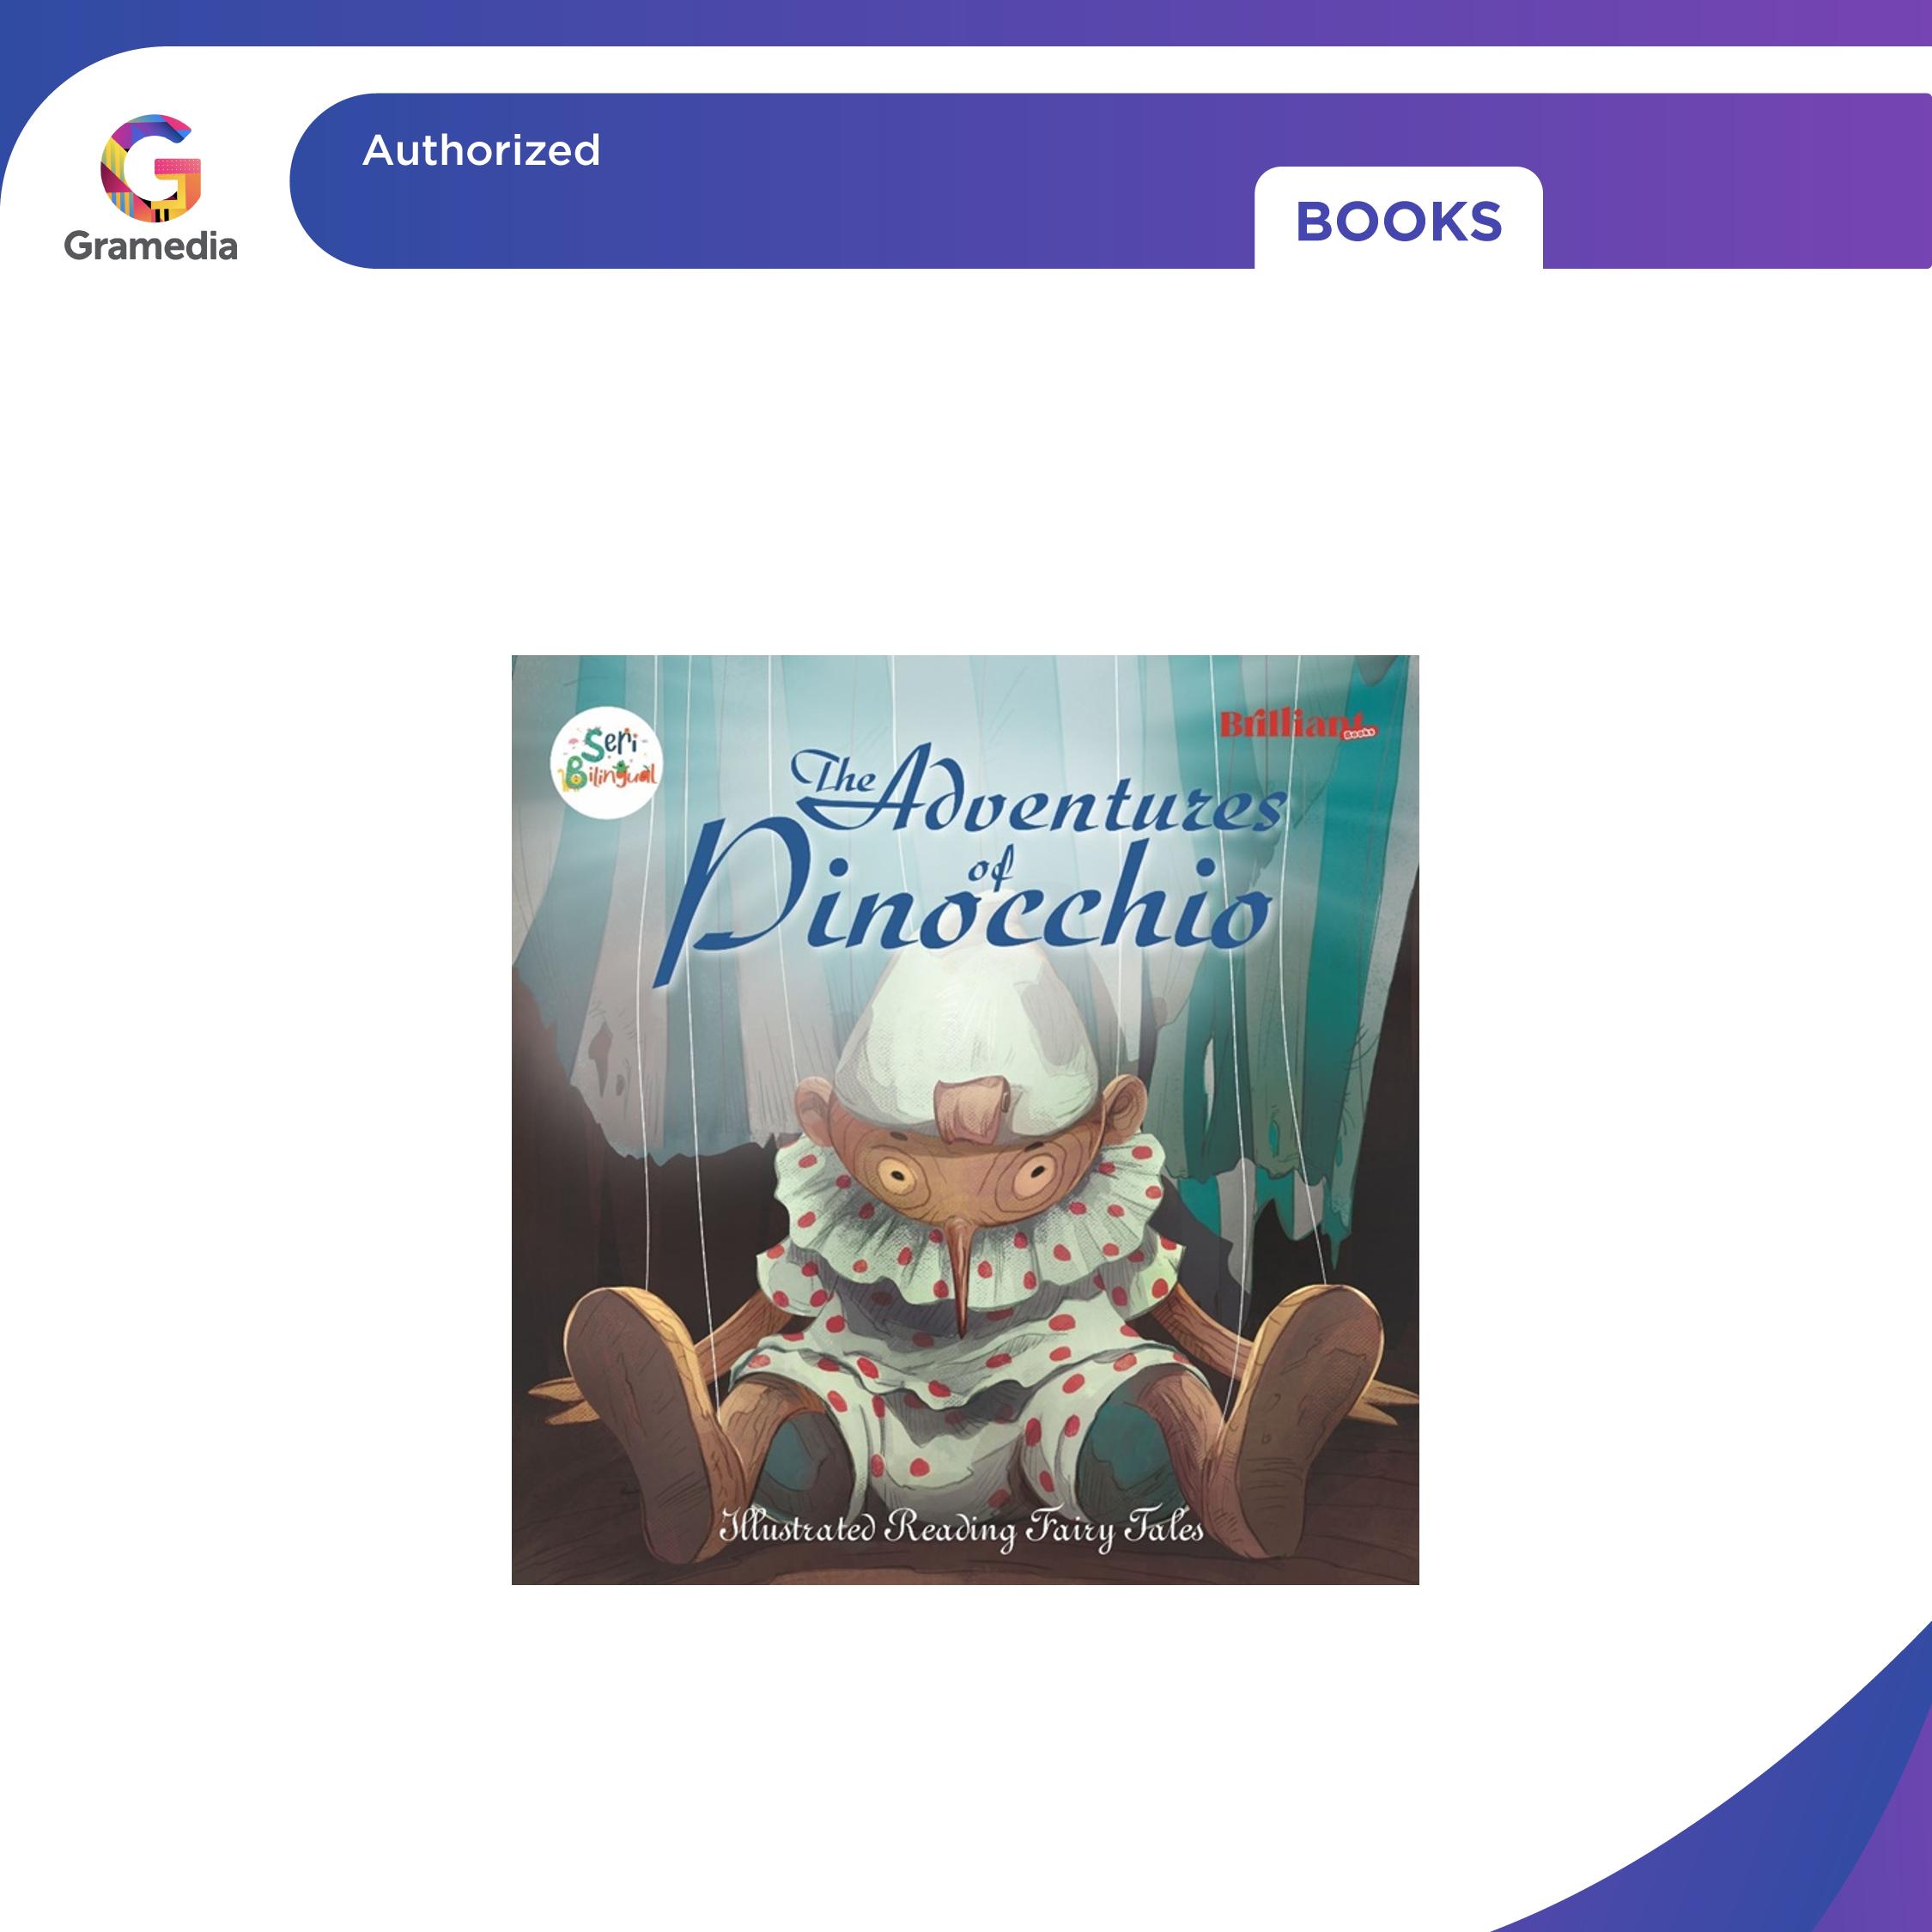 Authorized
BOOKS
Gramedia
Seri
Bilingual
Brilliant
Books
The Adventures
of
Pinocchio
Illustrated Reading Fairy Tales